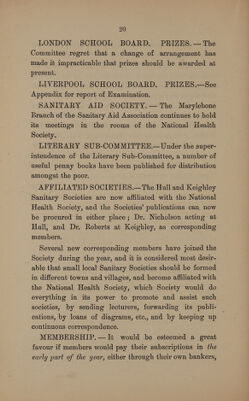 20
LONDON SCHOOL BOARD. PRIZES. — The
Committee regret that a change of arrangement has
made it impracticable that prizes should be awarded at
present.
LIVERPOOL SCHOOL BOARD. PRIZES.—See
Appendix for report of Examination.
SANITARY AID SOCIETY. — The Marylebone
Branch of the Sanitary Aid Association continues to hold
its meetings in the rooms of the National Health
Society.
LITERARY SUB-COMMITTEE.—Under the super-
intendence of the Literary Sub-Committee, a number of
useful penny books have been published for distribution
amongst the poor.
AFFILIATED SOCIETIES.—The Hull and Keighley
Sanitary Societies are now affiliated with the National
Health Society, and the Societies' publications can now
be procured in either place; Dr. Nicholson acting at
Hull, and Dr. Roberts at Keighley, as corresponding
members.
Several new corresponding members have joined the
Society during the year, and it is considered most desir-
able that small local Sanitary Societies should be formed
in different towns and villages, and become affiliated with
the National Health Society, which Society would do
everything in its power to promote and assist such
societies, by sending lecturers, forwarding its publi-
cations, by loans of diagrams, etc., and by keeping up
continuous correspondence.
MEMBERSHIP. — It would be esteemed a great
favour if members would pay their subscriptions in the
early part of the year, either through their own bankers,